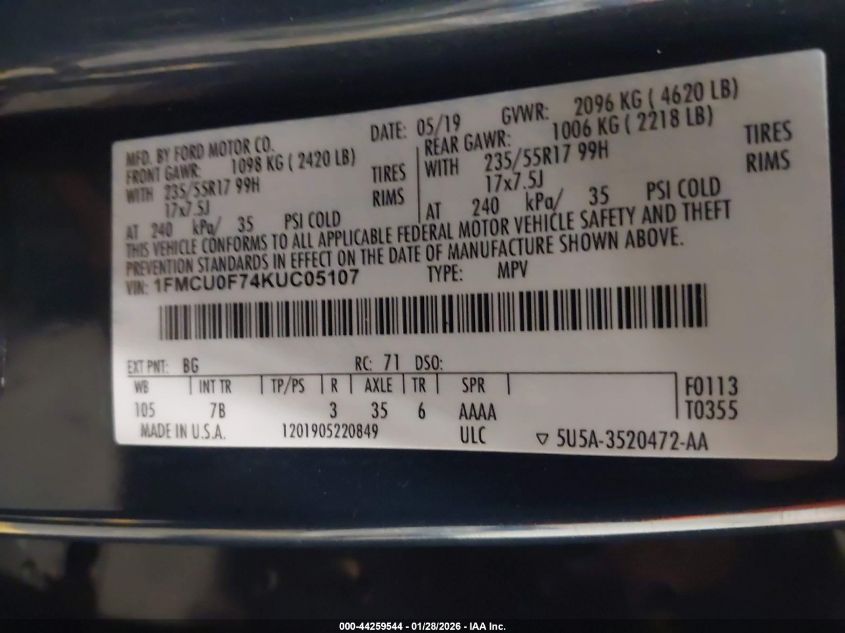 MFD. BY FORD MOTOR CO. DATE: 05/19 GVWR: 2096 KG ( 4620 LB)
FRONT GAWR: 1098 KG ( 2420 LB) REAR GAWR: 1006 KG ( 2218 LB)
WITH 235/55R17 99H TIRES WITH 235/55R17 99H TIRES
17x7.5J RIMS 17x7.5J RIMS
AT 240 kPa/ 35 PSI COLD AT 240 kPa/ 35 PSI COLD
THIS VEHICLE CONFORMS TO ALL APPLICABLE FEDERAL MOTOR VEHICLE SAFETY AND THEFT
PREVENTION STANDARDS IN EFFECT ON THE DATE OF MANUFACTURE SHOWN ABOVE.
VIN: 1FMCU0F74KUC05107 TYPE: MPV
EXT PNT: BG RC: 71 DSO:
WB INT TR TP/PS R AXLE TR SPR F0113
105 7B 3 35 6 AAAA T0355
MADE IN U.S.A. 1201905220849 ULC ▽ 5U5A-3520472-AA
000-44259544 | 01/28/2026 - IAA Inc.